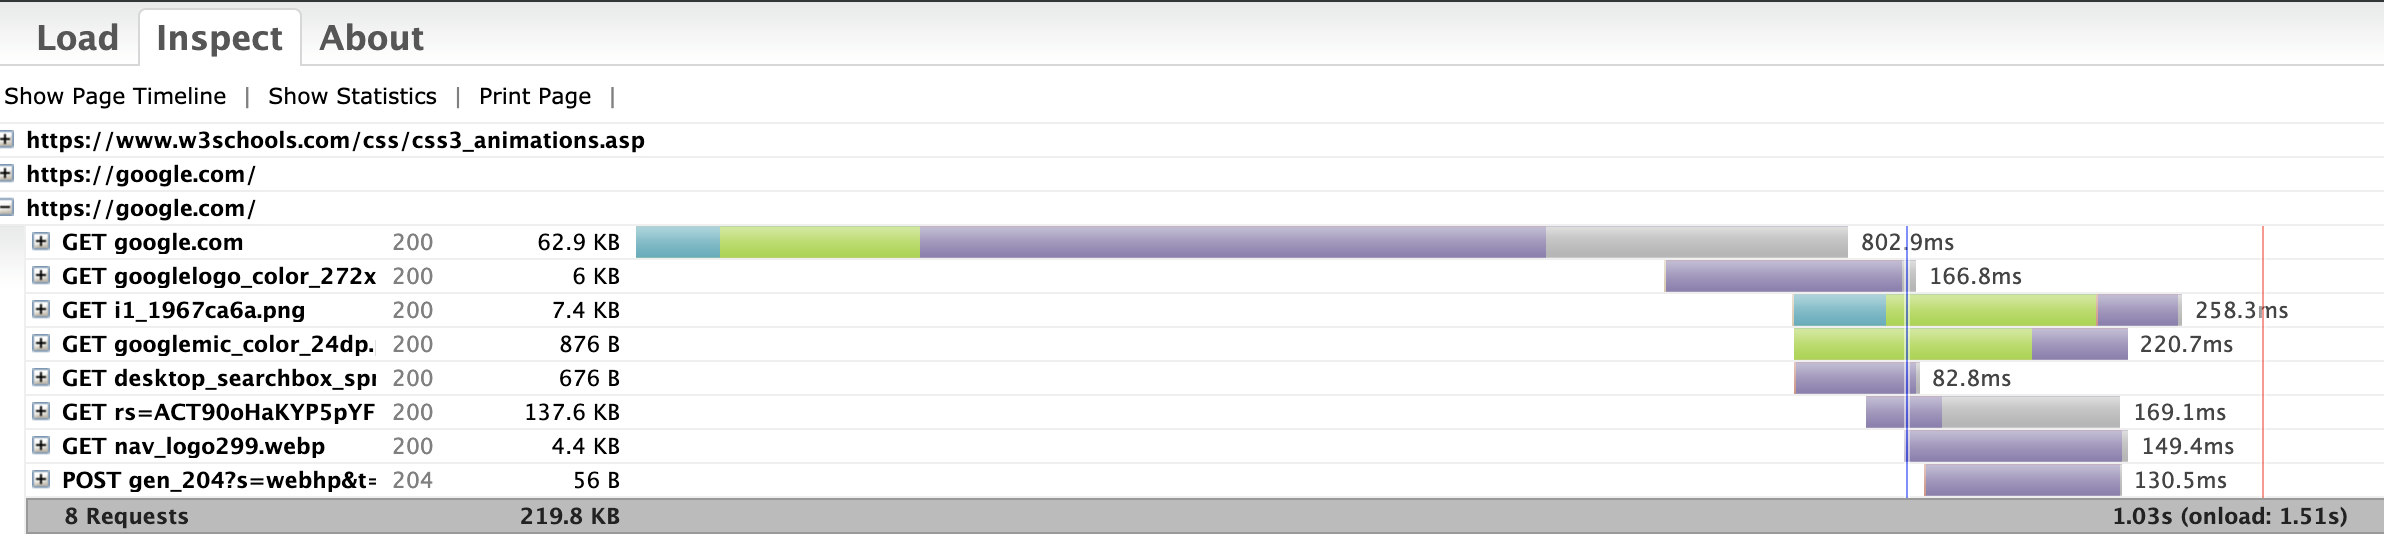 Load Inspect About
Show Page Timeline | Show Statistics | Print Page |
https://www.w3schools.com/css/css3_animations.asp
https://google.com/
https://google.com/
GET google.com 200 62.9 KB 802.9ms
GET googlelogo_color_272x 200 6 KB 166.8ms
GET i1_1967ca6a.png 200 7.4 KB 258.3ms
GET googlemic_color_24dp. 200 876 B 220.7ms
GET desktop_searchbox_spr 200 676 B 82.8ms
GET rs=ACT90oHaKYP5pYF 200 137.6 KB 169.1ms
GET nav_logo299.webp 200 4.4 KB 149.4ms
POST gen_204?s=webhp&t= 204 56 B 130.5ms
8 Requests 219.8 KB 1.03s (onload: 1.51s)